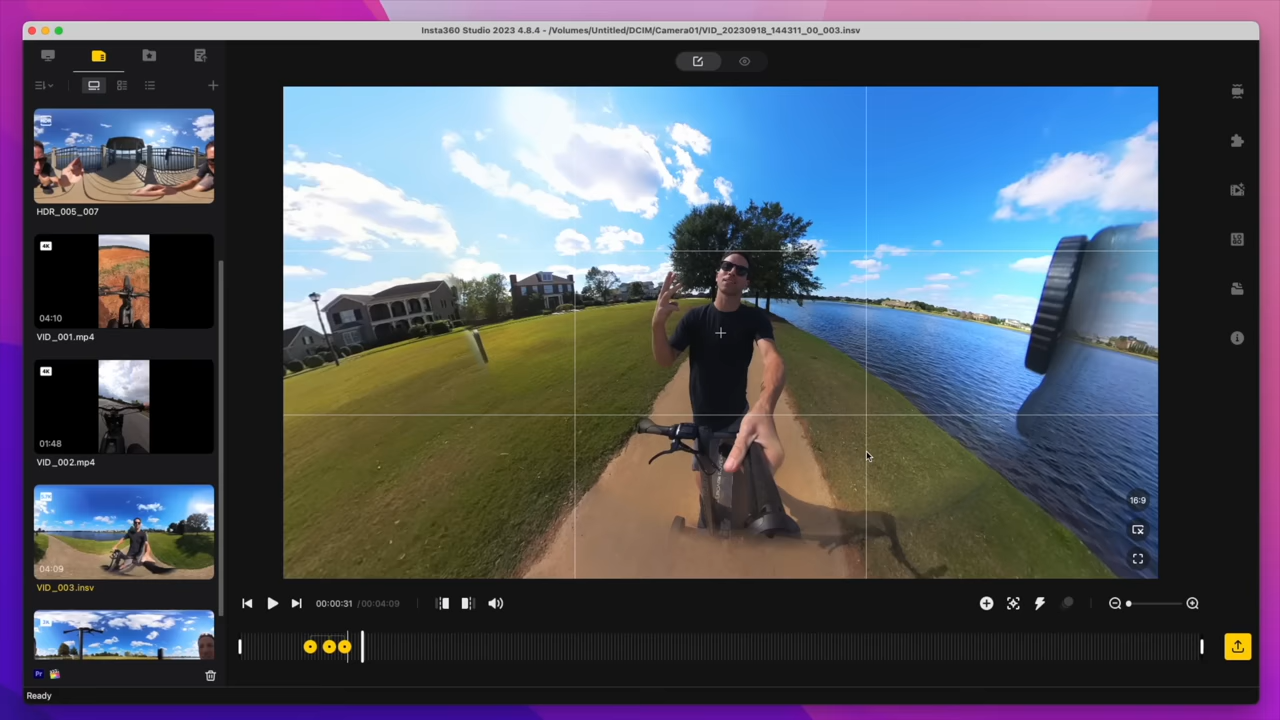 Insta360 Studio 2023 4.8.4 - /Volumes/Untitled/DCIM/Camera01/VID_20230918_144311_00_003.insv
HDR_005_007
4K
04:10
VID_001.mp4
4K
01:48
VID_002.mp4
04:09
VID_003.insv
16:9
00:00:31 / 00:04:09
Pr
Ready